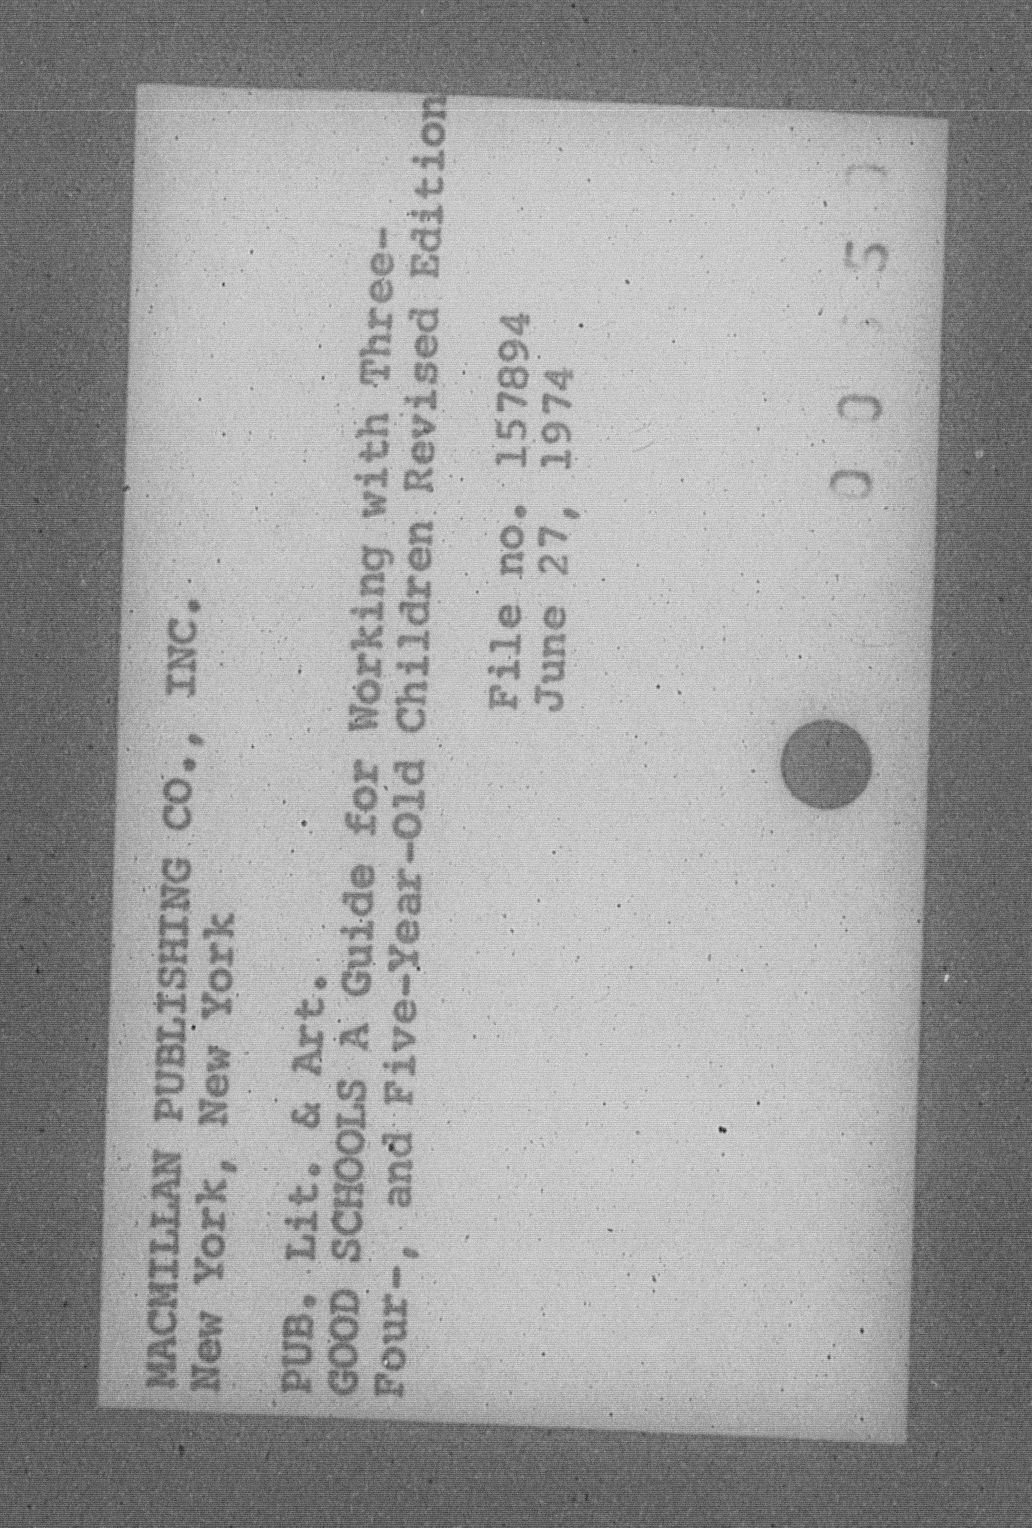 MACMILLAN PUBLISHING CO., INC.
New York, New York
PUB. Lit. & Art.
GOOD SCHOOLS A Guide for Working with Three-
Four-, and Five-Year-Old Children Revised Edition
File no. 157894
June 27, 1974